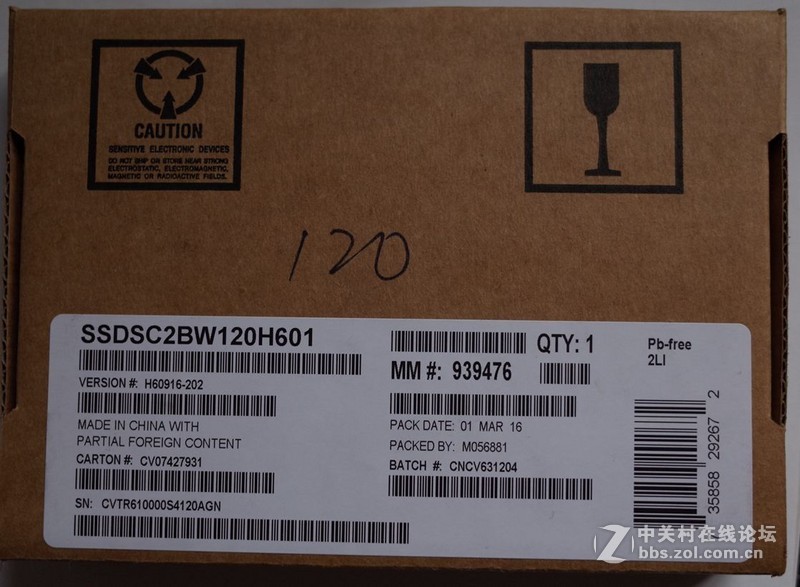 CAUTION
SENSITIVE ELECTRONIC DEVICES
DO NOT SHIP OR STORE NEAR STRONG
ELECTROSTATIC, ELECTROMAGNETIC,
MAGNETIC OR RADIOACTIVE FIELDS.
120
SSDSC2BW120H601
VERSION #: H60916-202
MADE IN CHINA WITH
PARTIAL FOREIGN CONTENT
CARTON #: CV07427931
SN: CVTR610000S4120AGN
QTY: 1
MM #: 939476
PACK DATE: 01 MAR 16
PACKED BY: M056881
BATCH #: CNCV631204
Pb-free
2LI
35858 29267 2
Z 中关村在线论坛
bbs.zol.com.cn